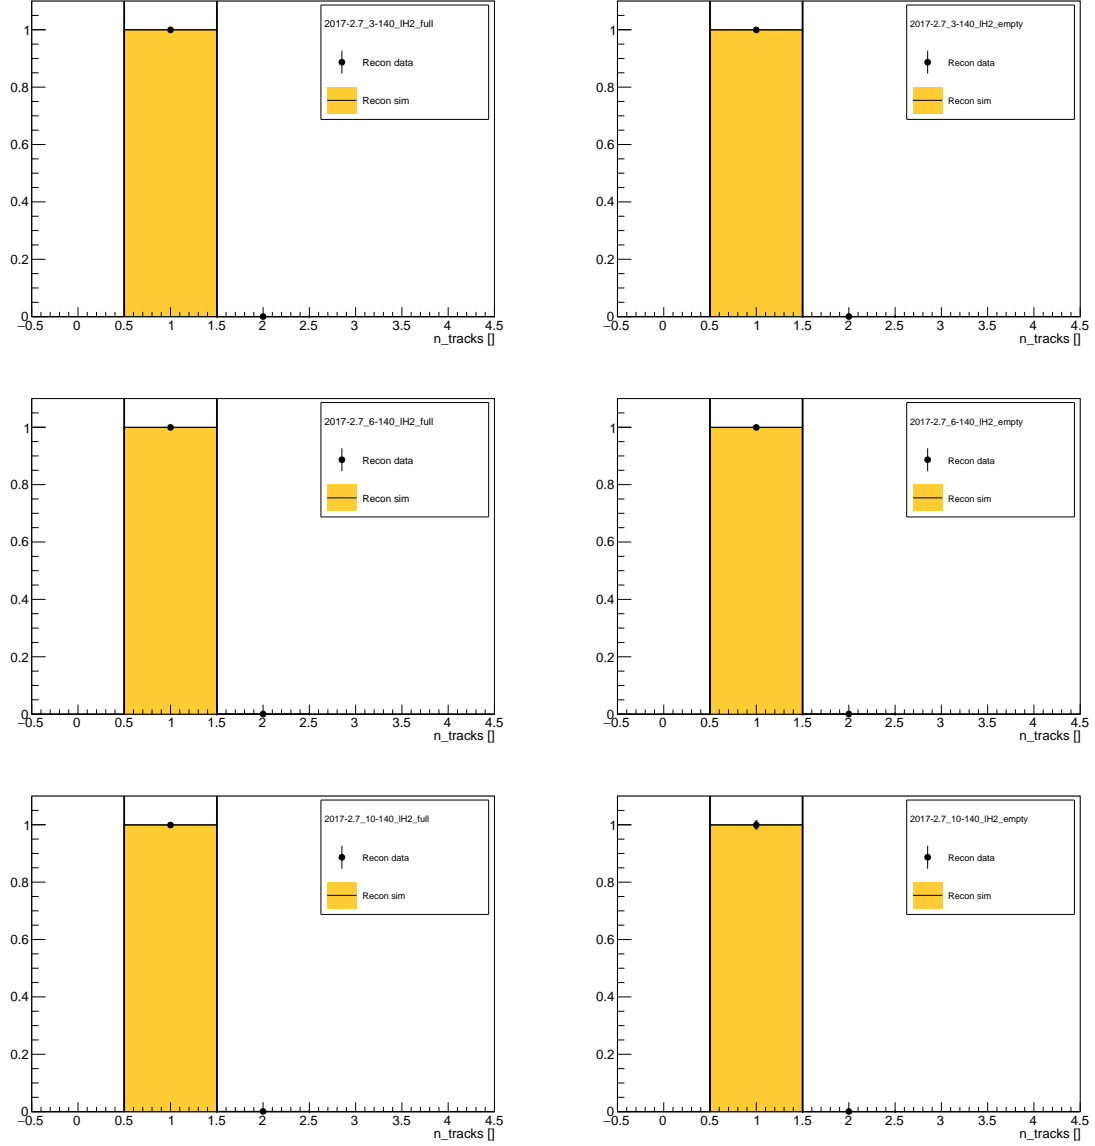 2017-2.7_3-140_lH2_full
Recon data
Recon sim
1
0.8
0.6
0.4
0.2
0
−0.5 0 0.5 1 1.5 2 2.5 3 3.5 4 4.5
n_tracks []
2017-2.7_3-140_lH2_empty
Recon data
Recon sim
1
0.8
0.6
0.4
0.2
0
−0.5 0 0.5 1 1.5 2 2.5 3 3.5 4 4.5
n_tracks []
2017-2.7_6-140_lH2_full
Recon data
Recon sim
1
0.8
0.6
0.4
0.2
0
−0.5 0 0.5 1 1.5 2 2.5 3 3.5 4 4.5
n_tracks []
2017-2.7_6-140_lH2_empty
Recon data
Recon sim
1
0.8
0.6
0.4
0.2
0
−0.5 0 0.5 1 1.5 2 2.5 3 3.5 4 4.5
n_tracks []
2017-2.7_10-140_lH2_full
Recon data
Recon sim
1
0.8
0.6
0.4
0.2
0
−0.5 0 0.5 1 1.5 2 2.5 3 3.5 4 4.5
n_tracks []
2017-2.7_10-140_lH2_empty
Recon data
Recon sim
1
0.8
0.6
0.4
0.2
0
−0.5 0 0.5 1 1.5 2 2.5 3 3.5 4 4.5
n_tracks []